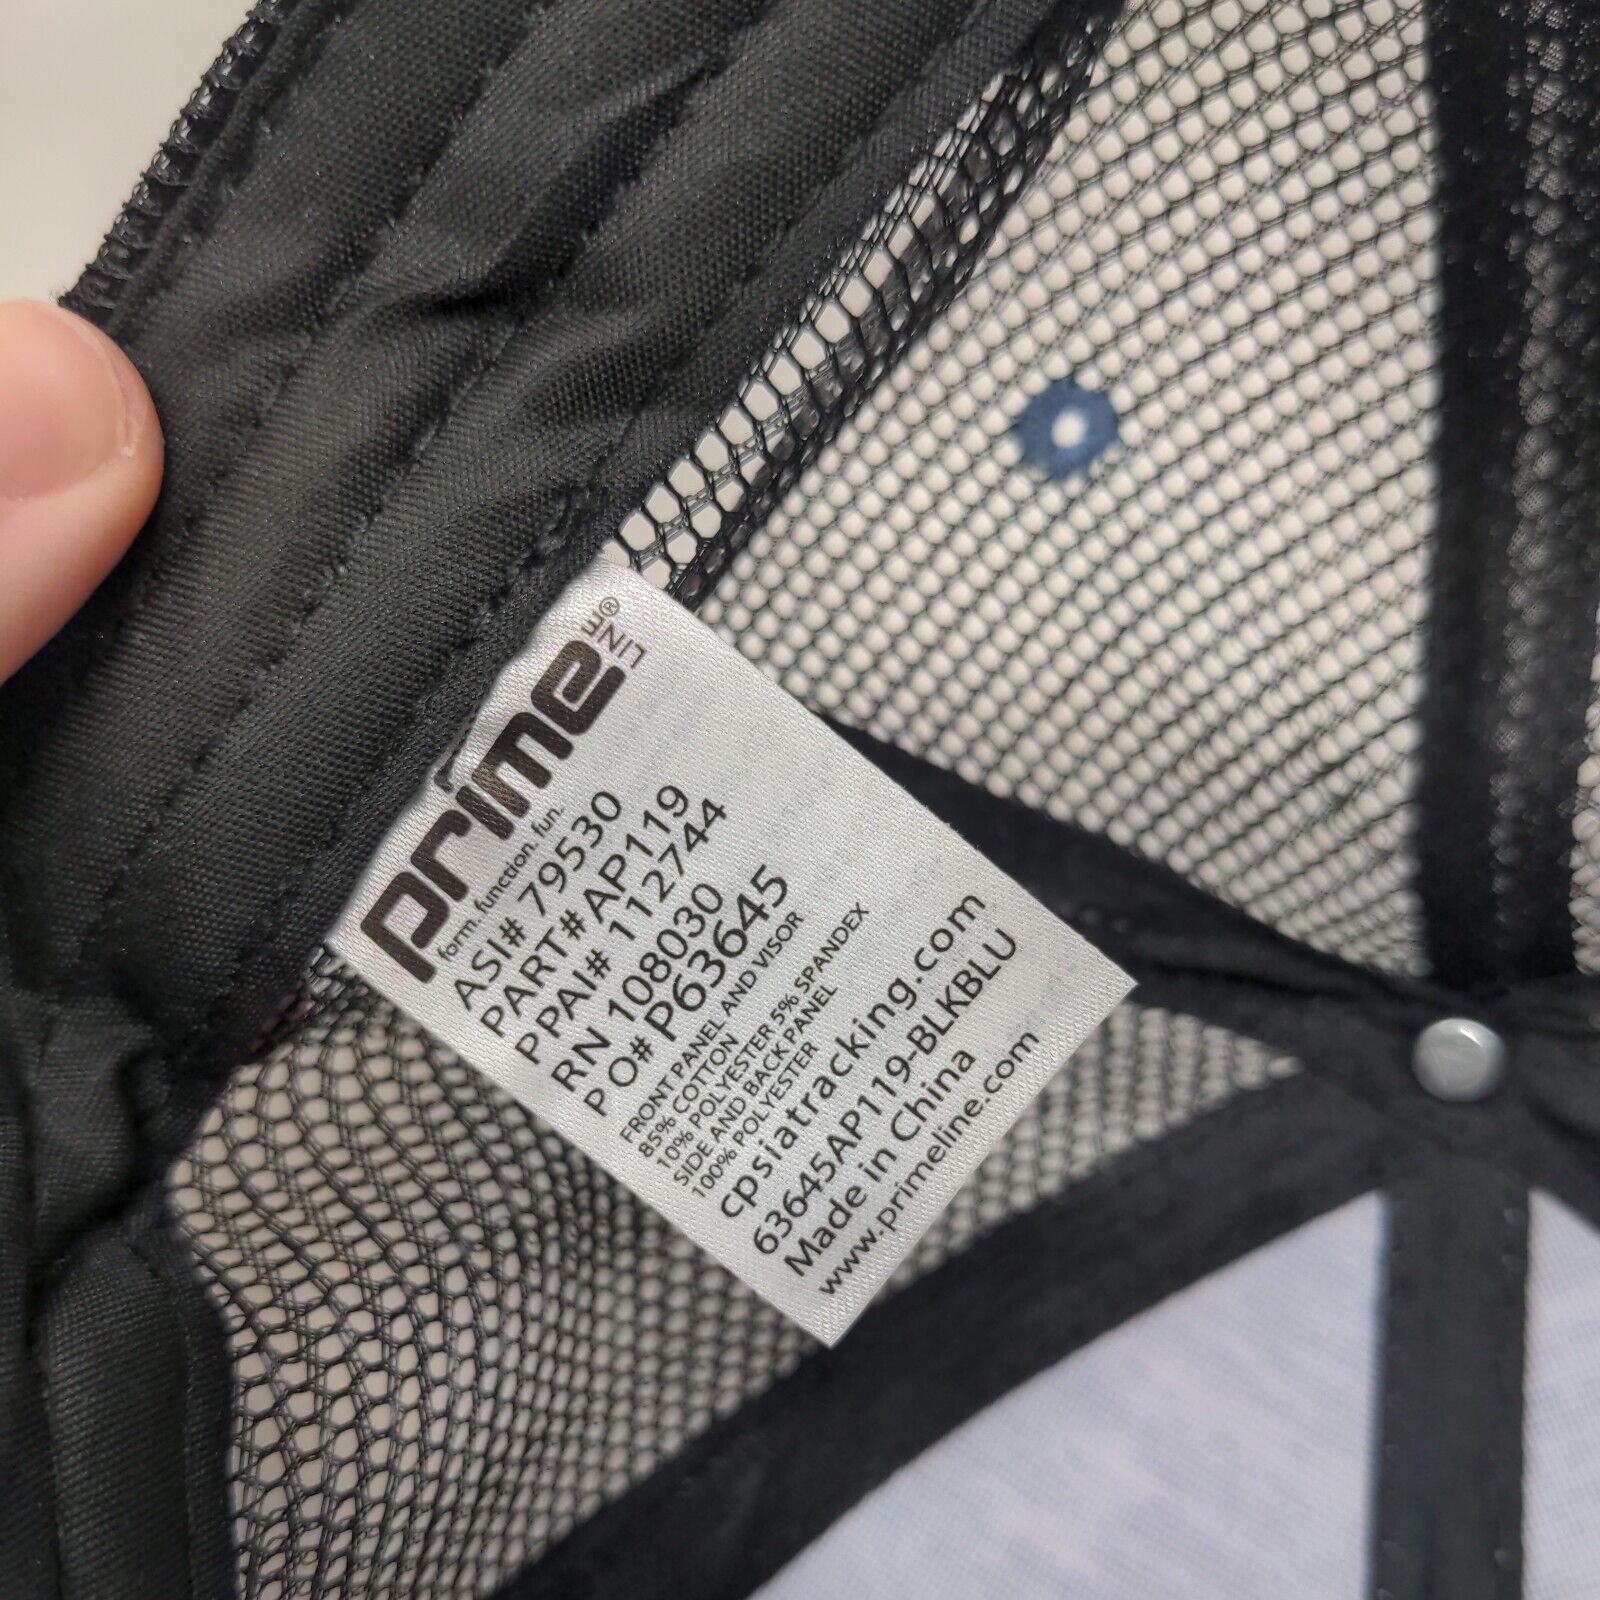 prime LINE®
form. function. fun.
ASI# 79530
PART# AP119
PPAI# 112744
RN 108030
PO# P63645
FRONT PANEL AND VISOR
85% COTTON
10% POLYESTER 5% SPANDEX
SIDE AND BACK PANEL
100% POLYESTER
cpsiatracking.com
63645AP119-BLKBLU
Made in China
www.primeline.com